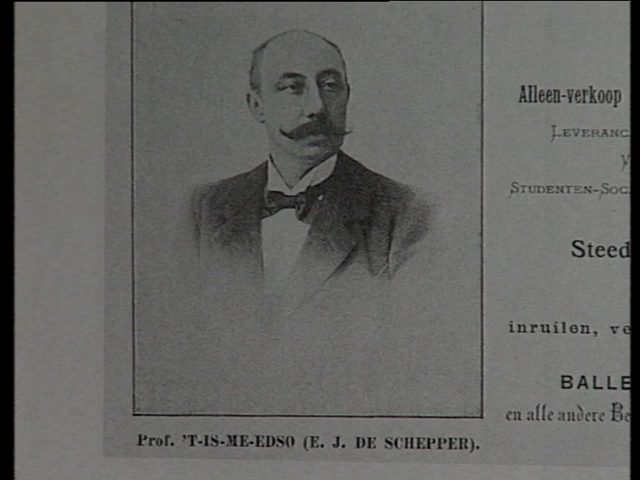 Alleen-verkoop
LEVERANC
V
STUDENTEN-SOC
Steed
inruilen, ve
BALLE
en alle andere Be
Prof. 'T-IS-ME-EDSO (E. J. DE SCHEPPER).